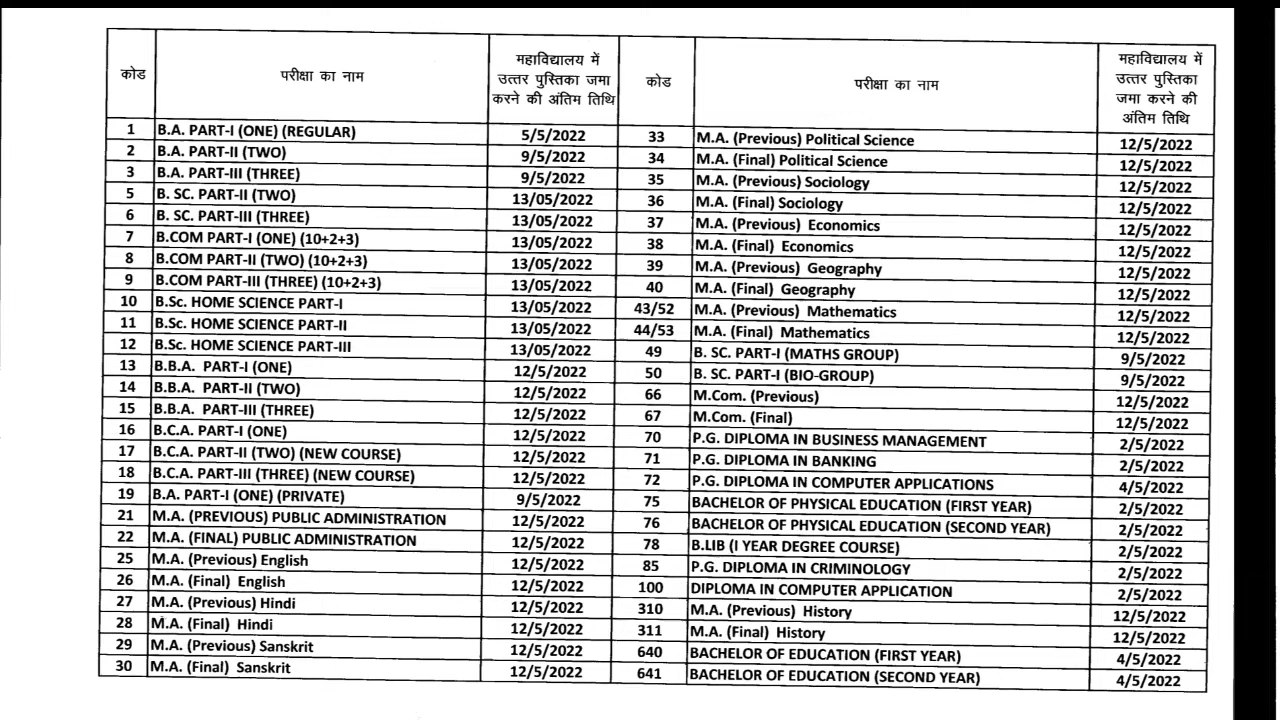 कोड परीक्षा का नाम महाविद्यालय में उत्तर पुस्तिका जमा करने की अंतिम तिथि कोड परीक्षा का नाम महाविद्यालय में उत्तर पुस्तिका जमा करने की अंतिम तिथि
1 B.A. PART-I (ONE) (REGULAR) 5/5/2022 33 M.A. (Previous) Political Science 12/5/2022
2 B.A. PART-II (TWO) 9/5/2022 34 M.A. (Final) Political Science 12/5/2022
3 B.A. PART-III (THREE) 9/5/2022 35 M.A. (Previous) Sociology 12/5/2022
5 B. SC. PART-II (TWO) 13/05/2022 36 M.A. (Final) Sociology 12/5/2022
6 B. SC. PART-III (THREE) 13/05/2022 37 M.A. (Previous) Economics 12/5/2022
7 B.COM PART-I (ONE) (10+2+3) 13/05/2022 38 M.A. (Final) Economics 12/5/2022
8 B.COM PART-II (TWO) (10+2+3) 13/05/2022 39 M.A. (Previous) Geography 12/5/2022
9 B.COM PART-III (THREE) (10+2+3) 13/05/2022 40 M.A. (Final) Geography 12/5/2022
10 B.Sc. HOME SCIENCE PART-I 13/05/2022 43/52 M.A. (Previous) Mathematics 12/5/2022
11 B.Sc. HOME SCIENCE PART-II 13/05/2022 44/53 M.A. (Final) Mathematics 12/5/2022
12 B.Sc. HOME SCIENCE PART-III 13/05/2022 49 B. SC. PART-I (MATHS GROUP) 9/5/2022
13 B.B.A. PART-I (ONE) 12/5/2022 50 B. SC. PART-I (BIO-GROUP) 9/5/2022
14 B.B.A. PART-II (TWO) 12/5/2022 66 M.Com. (Previous) 12/5/2022
15 B.B.A. PART-III (THREE) 12/5/2022 67 M.Com. (Final) 12/5/2022
16 B.C.A. PART-I (ONE) 12/5/2022 70 P.G. DIPLOMA IN BUSINESS MANAGEMENT 2/5/2022
17 B.C.A. PART-II (TWO) (NEW COURSE) 12/5/2022 71 P.G. DIPLOMA IN BANKING 2/5/2022
18 B.C.A. PART-III (THREE) (NEW COURSE) 12/5/2022 72 P.G. DIPLOMA IN COMPUTER APPLICATIONS 4/5/2022
19 B.A. PART-I (ONE) (PRIVATE) 9/5/2022 75 BACHELOR OF PHYSICAL EDUCATION (FIRST YEAR) 2/5/2022
21 M.A. (PREVIOUS) PUBLIC ADMINISTRATION 12/5/2022 76 BACHELOR OF PHYSICAL EDUCATION (SECOND YEAR) 2/5/2022
22 M.A. (FINAL) PUBLIC ADMINISTRATION 12/5/2022 78 B.LIB (I YEAR DEGREE COURSE) 2/5/2022
25 M.A. (Previous) English 12/5/2022 85 P.G. DIPLOMA IN CRIMINOLOGY 2/5/2022
26 M.A. (Final) English 12/5/2022 100 DIPLOMA IN COMPUTER APPLICATION 2/5/2022
27 M.A. (Previous) Hindi 12/5/2022 310 M.A. (Previous) History 12/5/2022
28 M.A. (Final) Hindi 12/5/2022 311 M.A. (Final) History 12/5/2022
29 M.A. (Previous) Sanskrit 12/5/2022 640 BACHELOR OF EDUCATION (FIRST YEAR) 4/5/2022
30 M.A. (Final) Sanskrit 12/5/2022 641 BACHELOR OF EDUCATION (SECOND YEAR) 4/5/2022